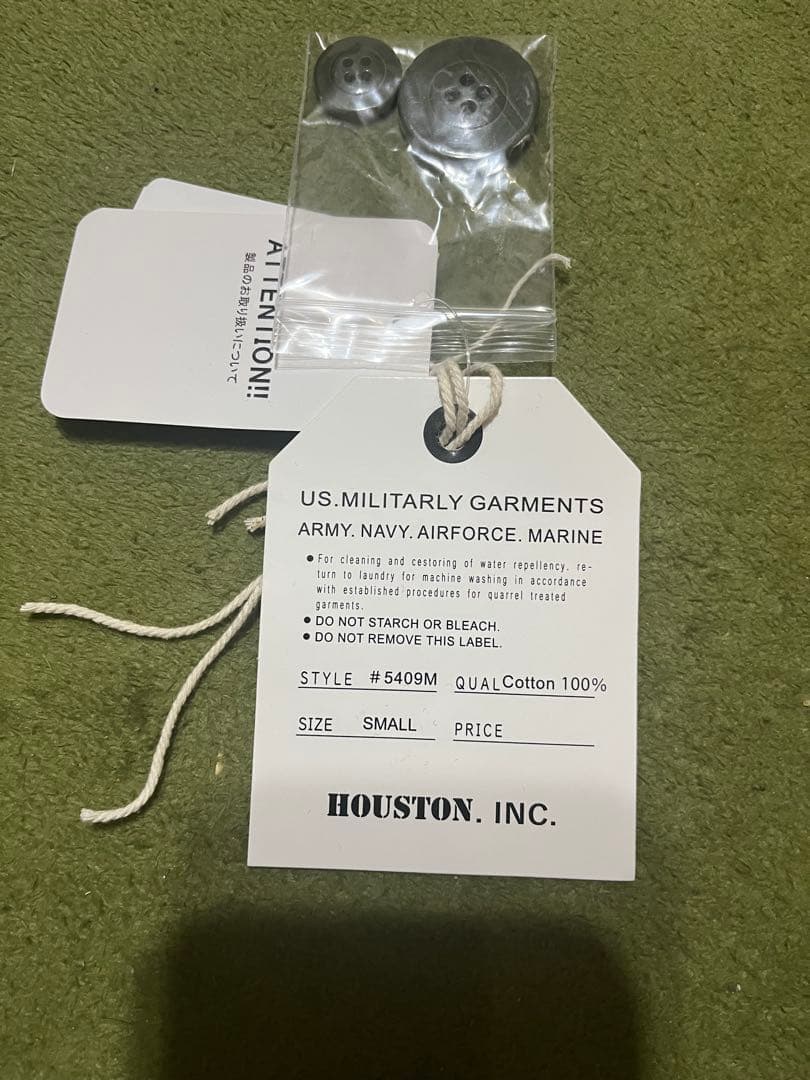 ATTENTION!!
製品のお取り扱いについて
US.MILITARLY GARMENTS
ARMY. NAVY. AIRFORCE. MARINE
● For cleaning and cestoring of water repellency. re-
turn to laundry for machine washing in accordance
with established procedures for quarrel treated
garments.
● DO NOT STARCH OR BLEACH.
● DO NOT REMOVE THIS LABEL.
STYLE #5409M QUAL Cotton 100%
SIZE SMALL PRICE
HOUSTON. INC.